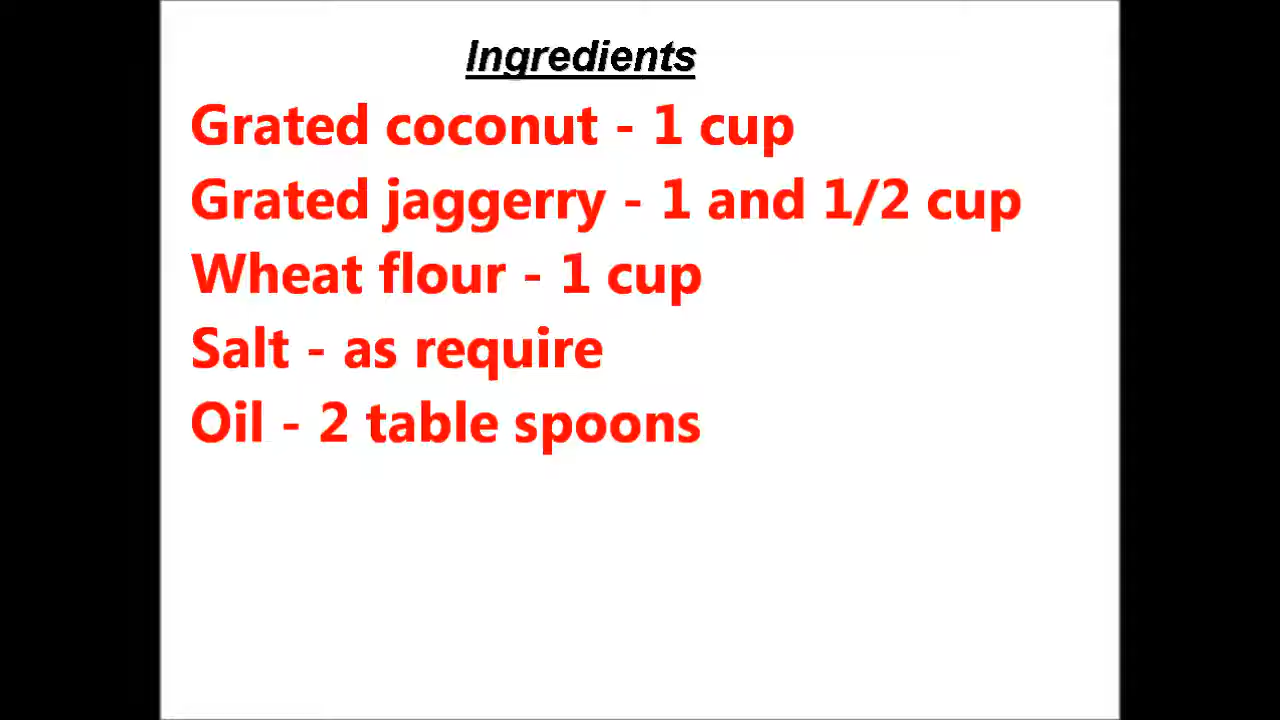 Ingredients
Grated coconut - 1 cup
Grated jaggerry - 1 and 1/2 cup
Wheat flour - 1 cup
Salt - as require
Oil - 2 table spoons